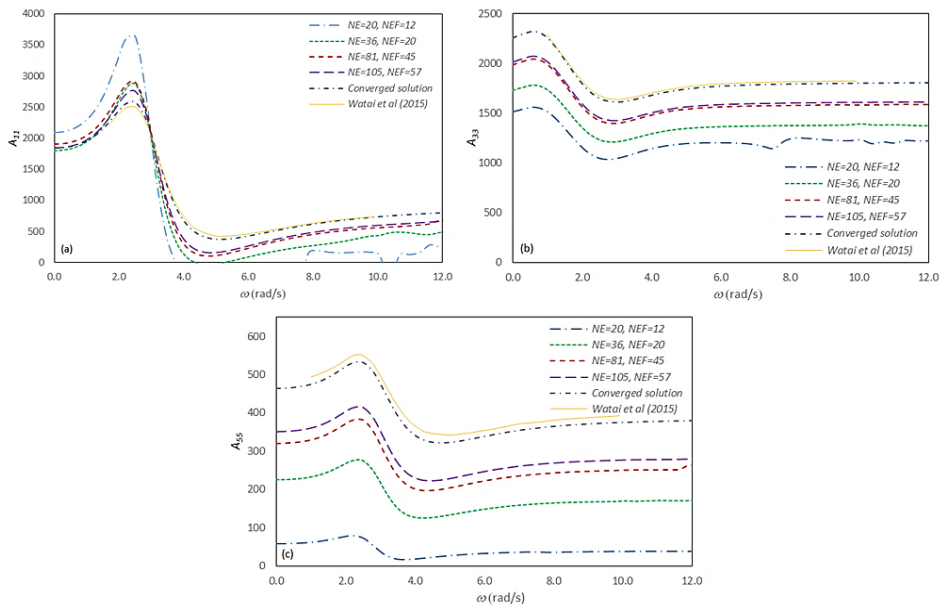 4000
3500
3000
2500
2000
1500
1000
500
0
A11
0.0 2.0 4.0 6.0 8.0 10.0 12.0
ω (rad/s)
(a)
NE=20, NEF=12
NE=36, NEF=20
NE=81, NEF=45
NE=105, NEF=57
Converged solution
Watai et al (2015)
2500
2000
1500
1000
500
0
A33
0.0 2.0 4.0 6.0 8.0 10.0 12.0
ω (rad/s)
(b)
NE=20, NEF=12
NE=36, NEF=20
NE=81, NEF=45
NE=105, NEF=57
Converged solution
Watai et al (2015)
600
500
400
300
200
100
0
A55
0.0 2.0 4.0 6.0 8.0 10.0 12.0
ω (rad/s)
(c)
NE=20, NEF=12
NE=36, NEF=20
NE=81, NEF=45
NE=105, NEF=57
Converged solution
Watai et al (2015)